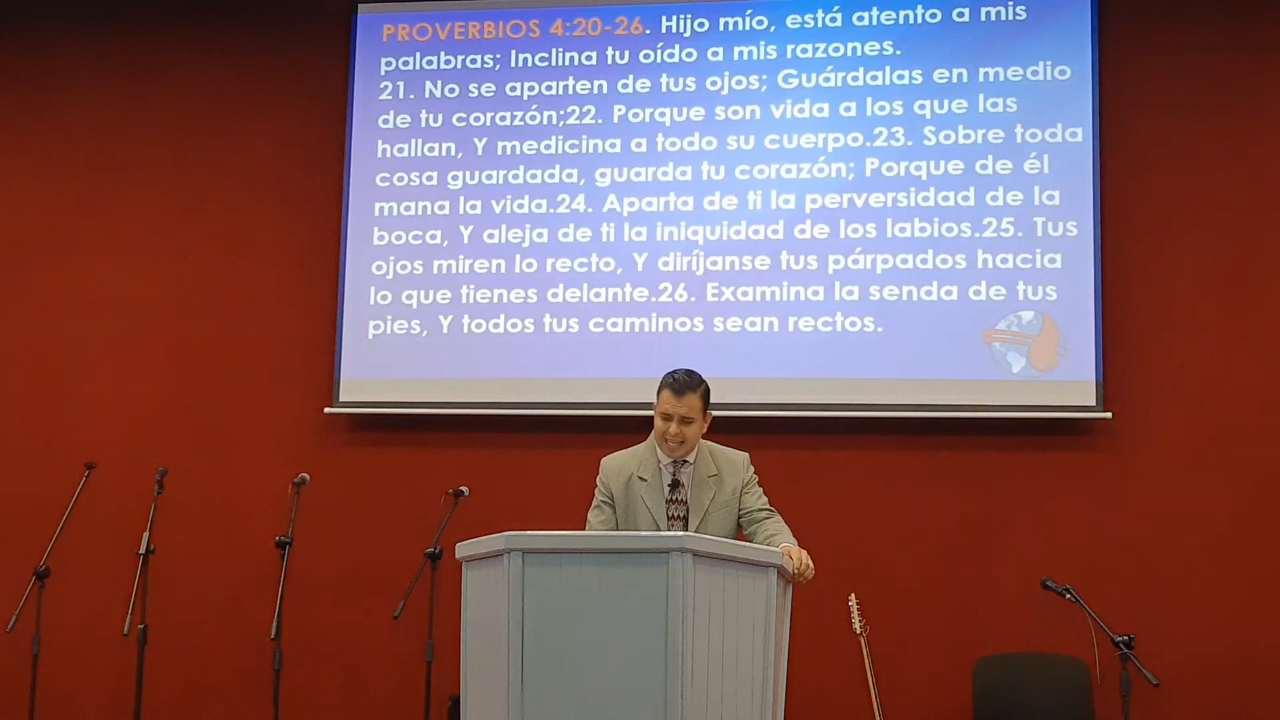 PROVERBIOS 4:20-26. Hijo mío, está atento a mis
palabras; Inclina tu oído a mis razones.
21. No se aparten de tus ojos; Guárdalas en medio
de tu corazón;22. Porque son vida a los que las
hallan, Y medicina a todo su cuerpo.23. Sobre toda
cosa guardada, guarda tu corazón; Porque de él
mana la vida.24. Aparta de ti la perversidad de la
boca, Y aleja de ti la iniquidad de los labios.25. Tus
ojos miren lo recto, Y diríjanse tus párpados hacia
lo que tienes delante.26. Examina la senda de tus
pies, Y todos tus caminos sean rectos.